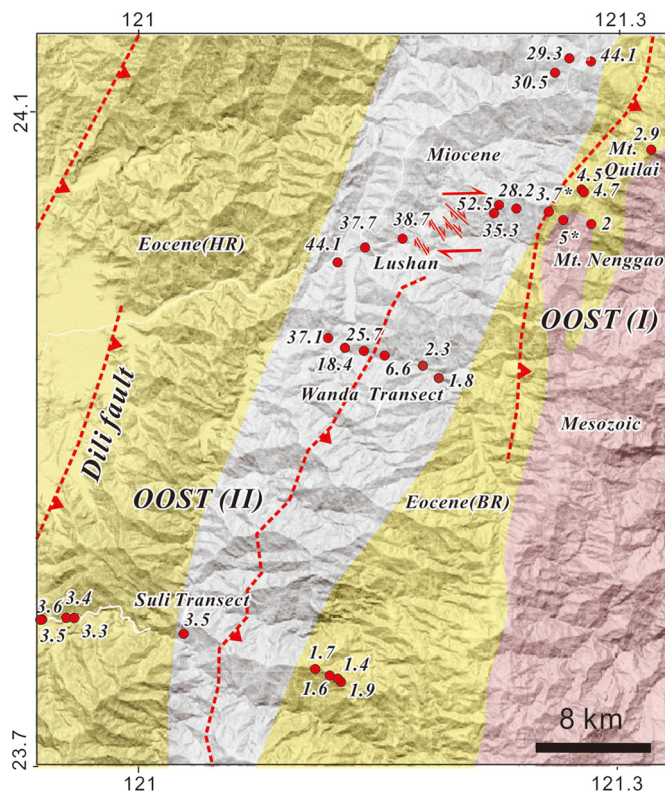 121
121.3
24.1
29.3
44.1
30.5
2.9
Mt.
Quilai
Miocene
4.5
4.7
52.5
28.2
3.7*
38.7
37.7
35.3
5*
2
Eocene(HR)
44.1
Lushan
Mt. Nenggao
OOST (I)
37.1
25.7
18.4
2.3
6.6
1.8
Wanda Transect
Dili fault
Mesozoic
OOST (II)
Eocene(BR)
Suli Transect
3.6
3.4
3.5
3.3
3.5
1.7
1.4
1.6
1.9
8 km
23.7
121
121.3